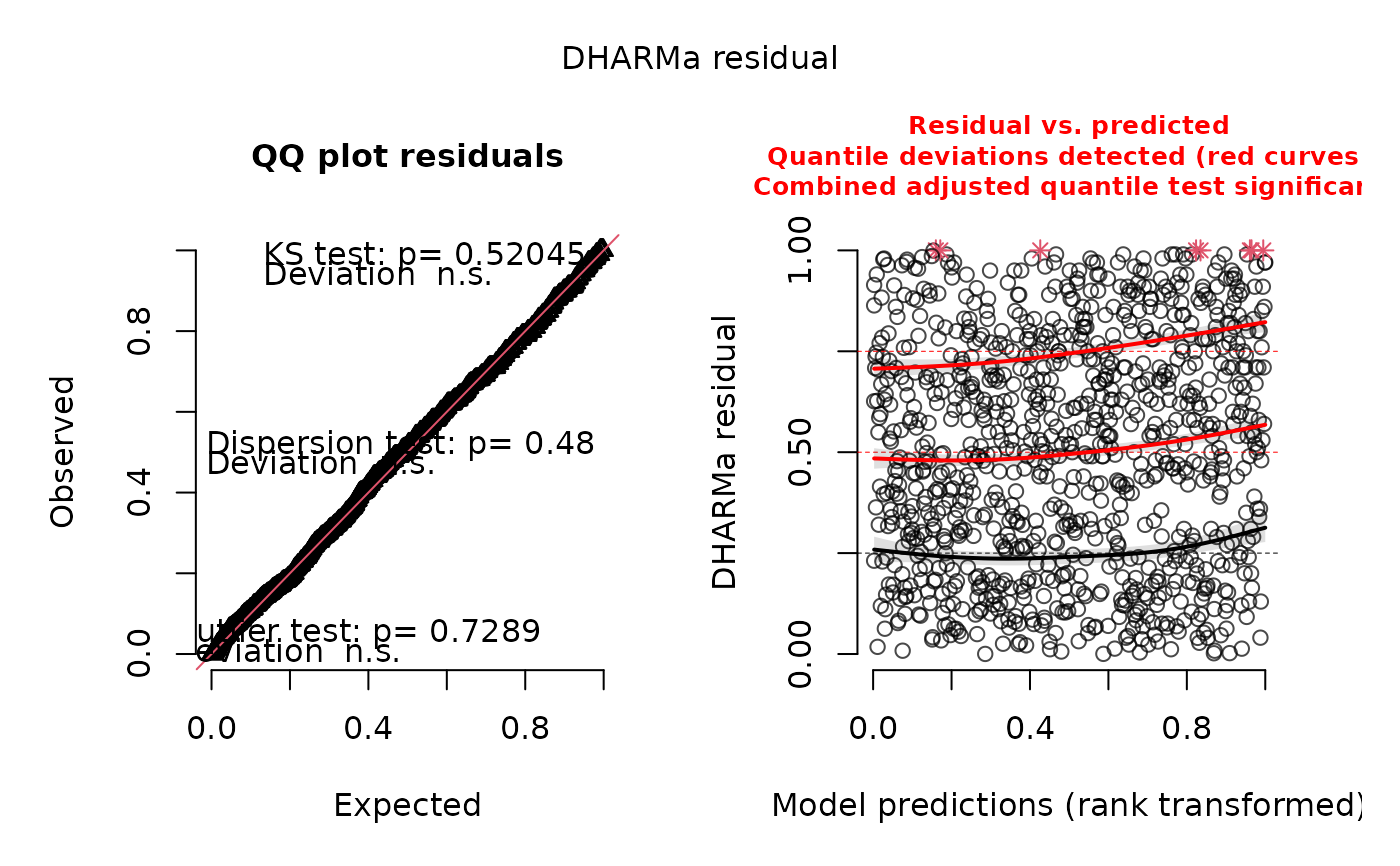 DHARMa residual
QQ plot residuals
KS test: p= 0.52045
Deviation n.s.
Dispersion test: p= 0.48
Deviation n.s.
utlier test: p= 0.7289
eviation n.s.
Observed
0.0
0.4
0.8
0.0
0.4
0.8
Expected
Residual vs. predicted
Quantile deviations detected (red curves
Combined adjusted quantile test significan
DHARMa residual
0.00
0.50
1.00
0.0
0.4
0.8
Model predictions (rank transformed)